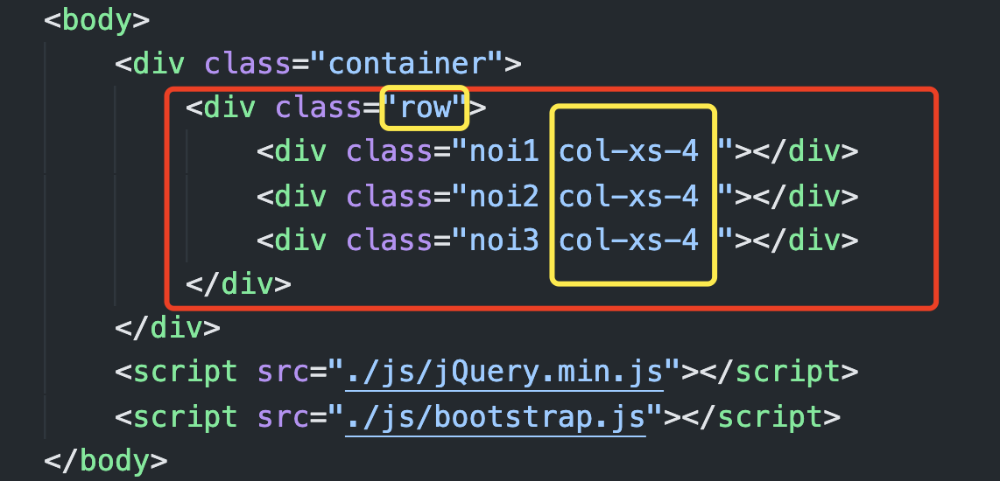 <body>
<div class="container">
<div class="row">
<div class="noi1 col-xs-4 "></div>
<div class="noi2 col-xs-4 "></div>
<div class="noi3 col-xs-4 "></div>
</div>
</div>
<script src="./js/jQuery.min.js"></script>
<script src="./js/bootstrap.js"></script>
</body>